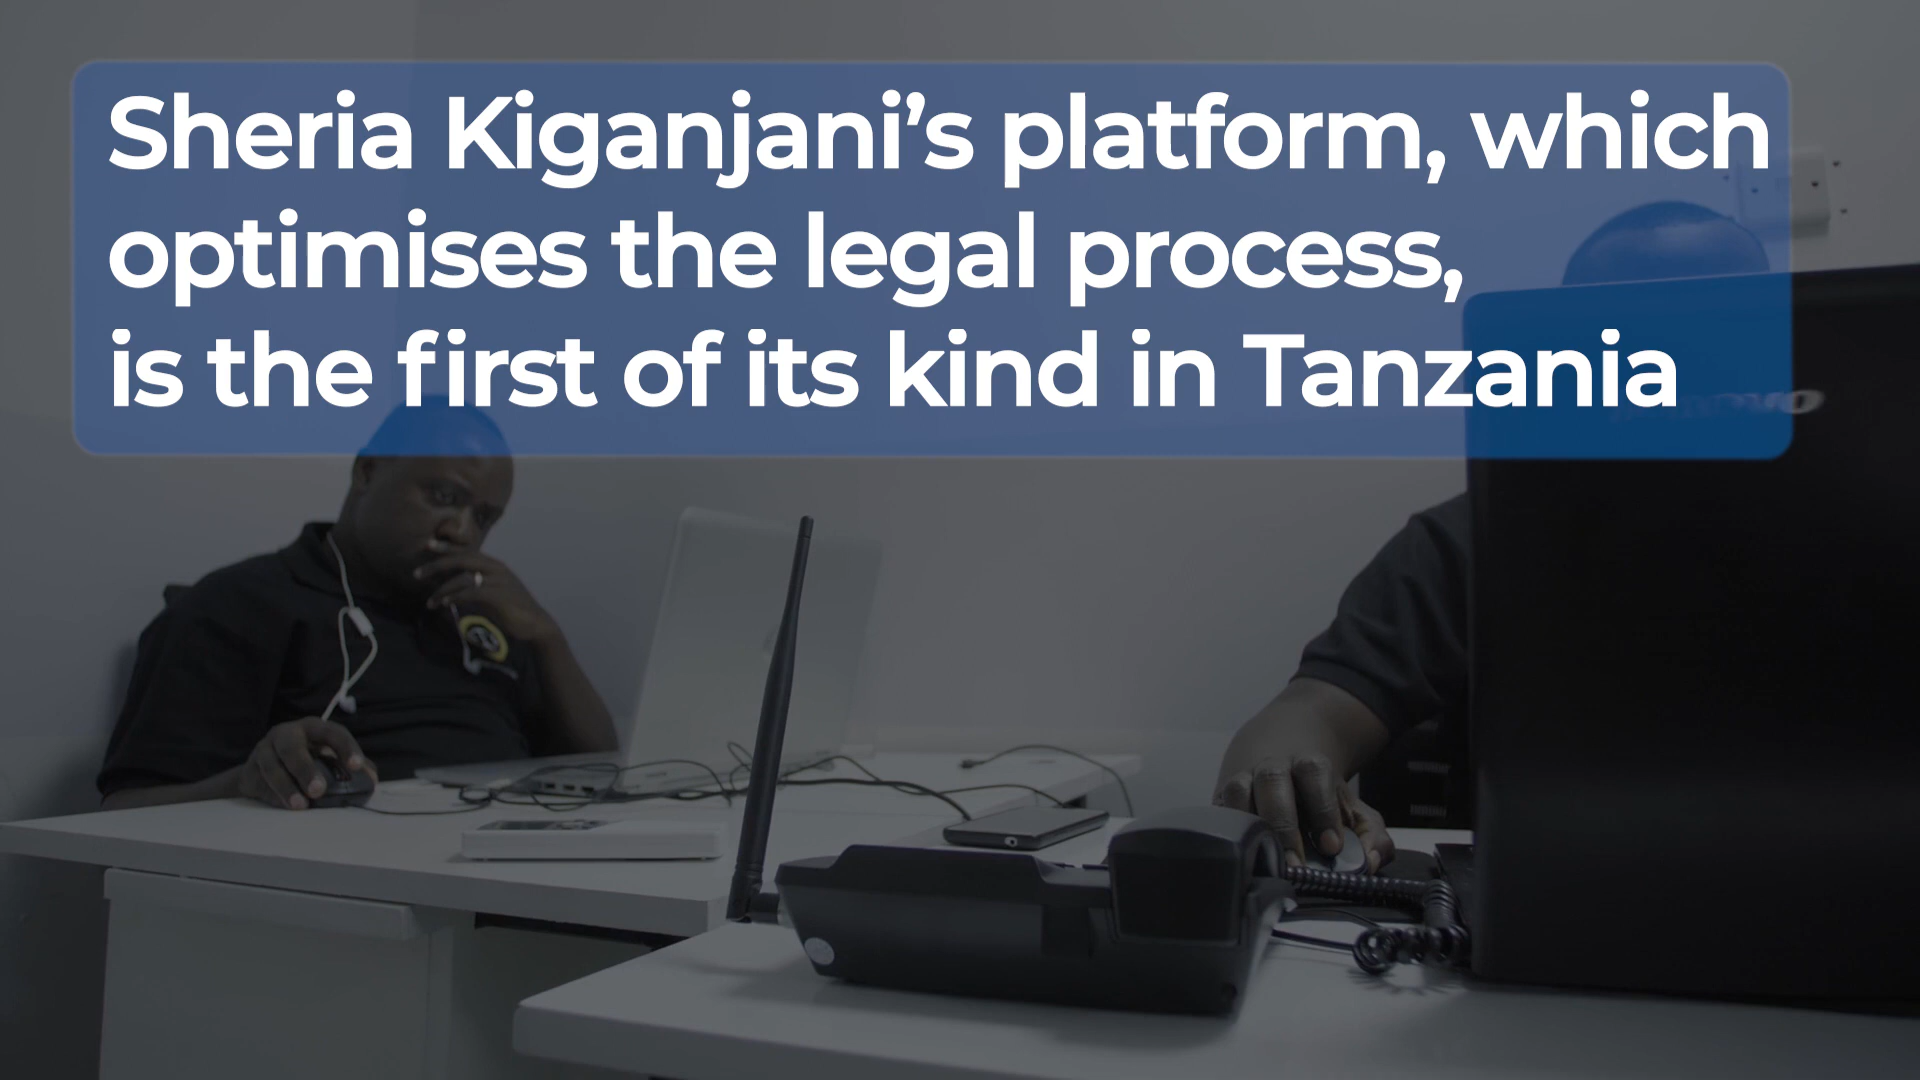 Sheria Kiganjani’s platform, which
optimises the legal process,
is the first of its kind in Tanzania